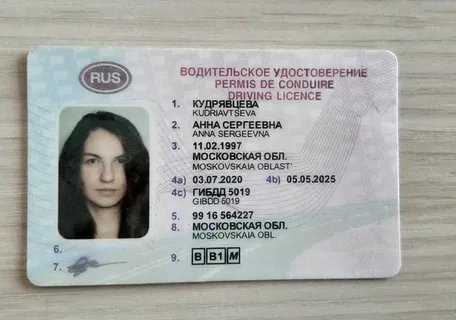 RUS
ВОДИТЕЛЬСКОЕ УДОСТОВЕРЕНИЕ
PERMIS DE CONDUIRE
DRIVING LICENCE
1. КУДРЯВЦЕВА
KUDRIAVTSEVA
2. АННА СЕРГЕЕВНА
ANNA SERGEEVNA
3. 11.02.1997
МОСКОВСКАЯ ОБЛ.
MOSKOVSKAIA OBLAST'
4a) 03.07.2020 4b) 05.05.2025
4c) ГИБДД 5019
GIBDD 5019
5. 99 16 564227
8. МОСКОВСКАЯ ОБЛ.
MOSKOVSKAIA OBL.
6.
7.
9. B B1 M